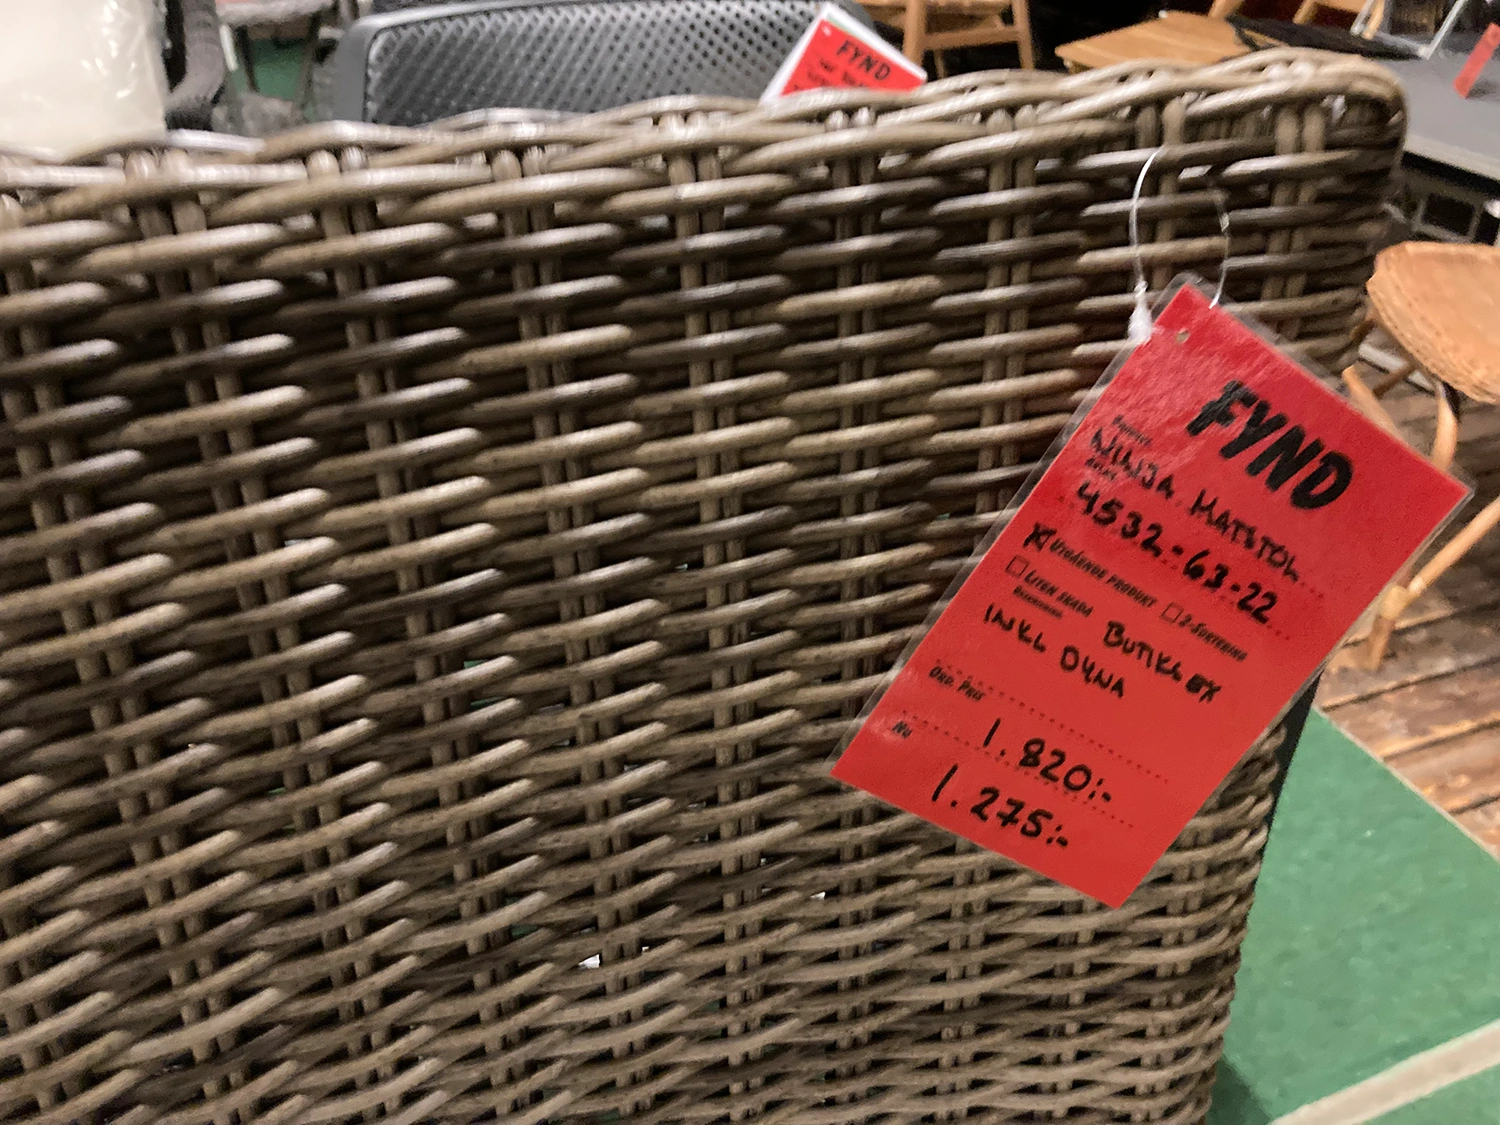 FYND
FYND
NINJA MATSTOL
4532-63-22
UTGÅENDE PRODUKT 2-SORTERING
LITEN SKADA
BUTIKS EX
INKL DYNA
ORD. PRIS 1.820:-
NU 1.275:-